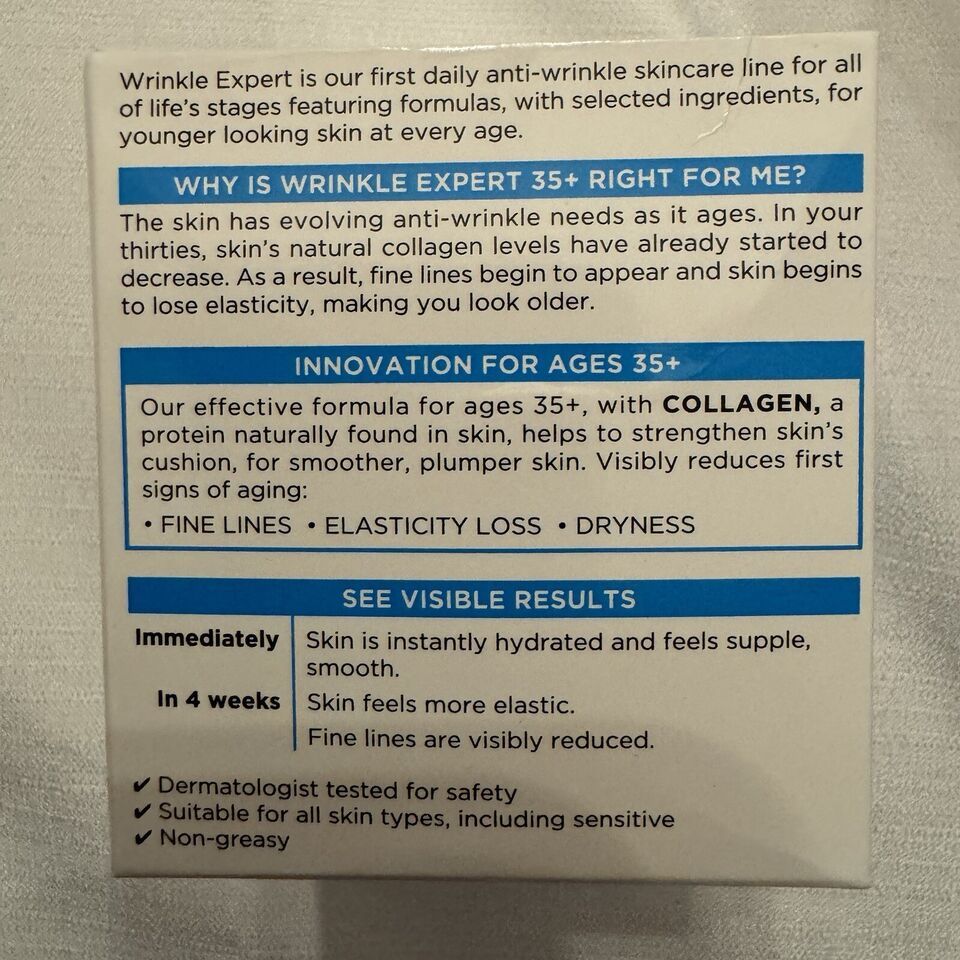 Wrinkle Expert is our first daily anti-wrinkle skincare line for all
of life's stages featuring formulas, with selected ingredients, for
younger looking skin at every age.
WHY IS WRINKLE EXPERT 35+ RIGHT FOR ME?
The skin has evolving anti-wrinkle needs as it ages. In your
thirties, skin's natural collagen levels have already started to
decrease. As a result, fine lines begin to appear and skin begins
to lose elasticity, making you look older.
INNOVATION FOR AGES 35+
Our effective formula for ages 35+, with COLLAGEN, a
protein naturally found in skin, helps to strengthen skin's
cushion, for smoother, plumper skin. Visibly reduces first
signs of aging:
• FINE LINES • ELASTICITY LOSS • DRYNESS
SEE VISIBLE RESULTS
Immediately Skin is instantly hydrated and feels supple,
smooth.
In 4 weeks Skin feels more elastic.
Fine lines are visibly reduced.
✔ Dermatologist tested for safety
✔ Suitable for all skin types, including sensitive
✔ Non-greasy